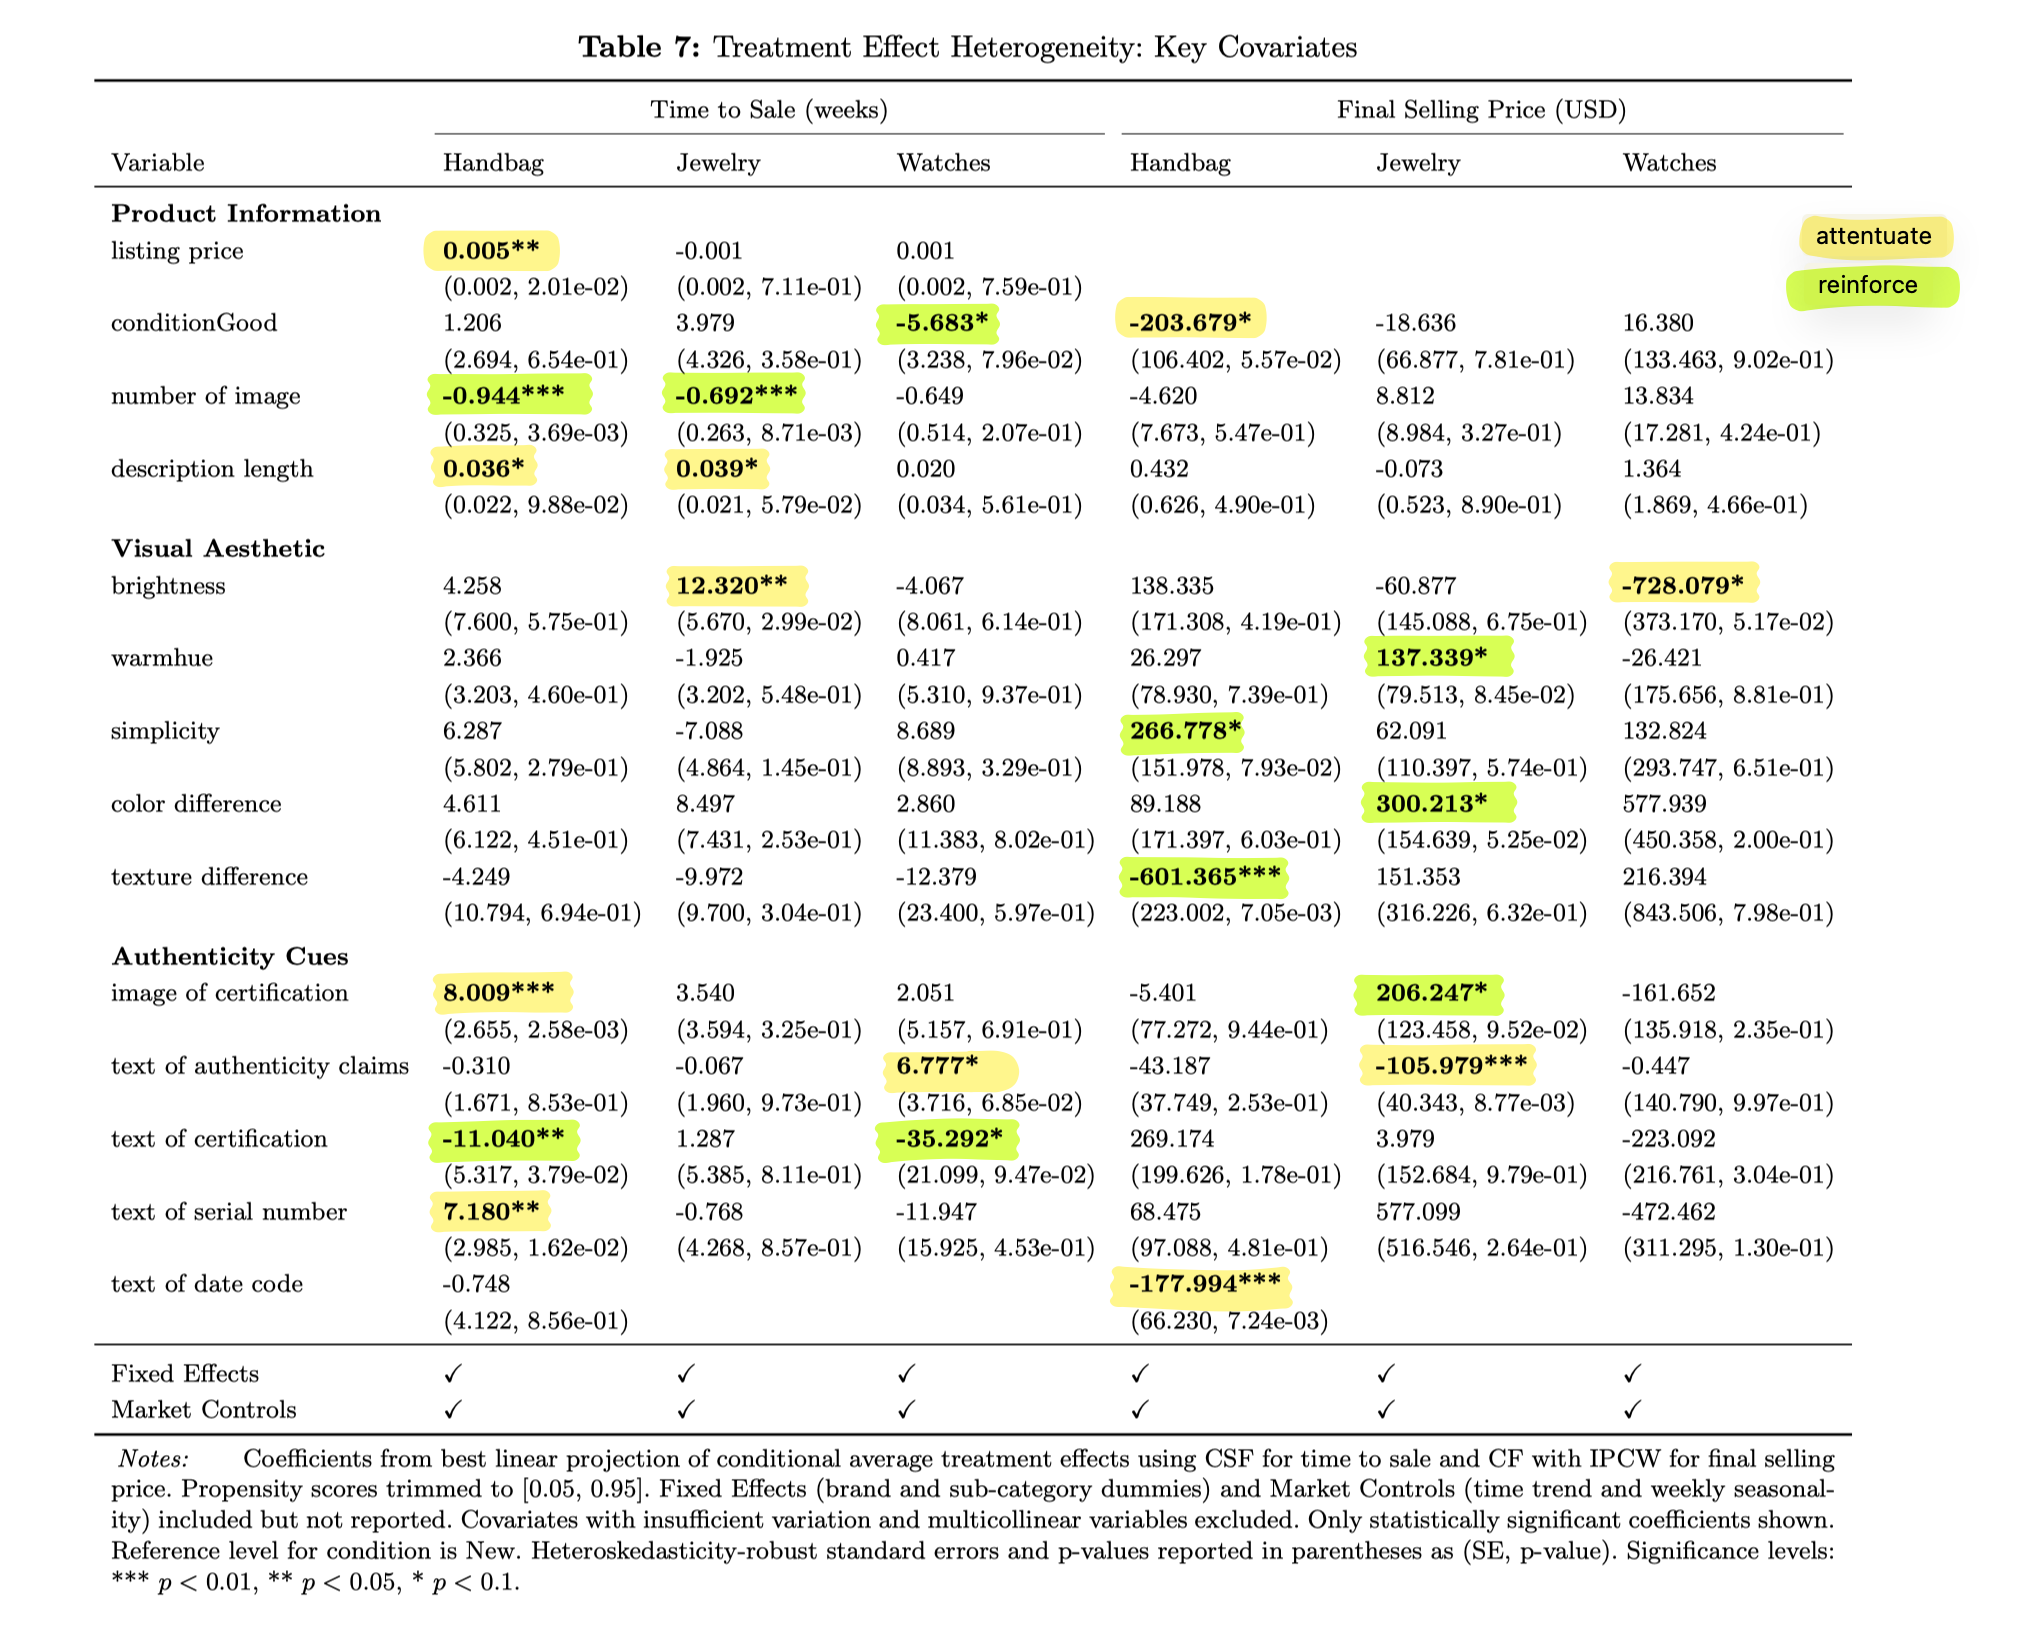 Table 7: Treatment Effect Heterogeneity: Key Covariates
Time to Sale (weeks) Final Selling Price (USD)
Variable Handbag Jewelry Watches Handbag Jewelry Watches
Product Information
attentuate
listing price 0.005** -0.001 0.001
(0.002, 2.01e-02) (0.002, 7.11e-01) (0.002, 7.59e-01)
reinforce
conditionGood 1.206 3.979 -5.683* -203.679* -18.636 16.380
(2.694, 6.54e-01) (4.326, 3.58e-01) (3.238, 7.96e-02) (106.402, 5.57e-02) (66.877, 7.81e-01) (133.463, 9.02e-01)
number of image -0.944*** -0.692*** -0.649 -4.620 8.812 13.834
(0.325, 3.69e-03) (0.263, 8.71e-03) (0.514, 2.07e-01) (7.673, 5.47e-01) (8.984, 3.27e-01) (17.281, 4.24e-01)
description length 0.036* 0.039* 0.020 0.432 -0.073 1.364
(0.022, 9.88e-02) (0.021, 5.79e-02) (0.034, 5.61e-01) (0.626, 4.90e-01) (0.523, 8.90e-01) (1.869, 4.66e-01)
Visual Aesthetic
brightness 4.258 12.320** -4.067 138.335 -60.877 -728.079*
(7.600, 5.75e-01) (5.670, 2.99e-02) (8.061, 6.14e-01) (171.308, 4.19e-01) (145.088, 6.75e-01) (373.170, 5.17e-02)
warmhue 2.366 -1.925 0.417 26.297 137.339* -26.421
(3.203, 4.60e-01) (3.202, 5.48e-01) (5.310, 9.37e-01) (78.930, 7.39e-01) (79.513, 8.45e-02) (175.656, 8.81e-01)
simplicity 6.287 -7.088 8.689 266.778* 62.091 132.824
(5.802, 2.79e-01) (4.864, 1.45e-01) (8.893, 3.29e-01) (151.978, 7.93e-02) (110.397, 5.74e-01) (293.747, 6.51e-01)
color difference 4.611 8.497 2.860 89.188 300.213* 577.939
(6.122, 4.51e-01) (7.431, 2.53e-01) (11.383, 8.02e-01) (171.397, 6.03e-01) (154.639, 5.25e-02) (450.358, 2.00e-01)
texture difference -4.249 -9.972 -12.379 -601.365*** 151.353 216.394
(10.794, 6.94e-01) (9.700, 3.04e-01) (23.400, 5.97e-01) (223.002, 7.05e-03) (316.226, 6.32e-01) (843.506, 7.98e-01)
Authenticity Cues
image of certification 8.009*** 3.540 2.051 -5.401 206.247* -161.652
(2.655, 2.58e-03) (3.594, 3.25e-01) (5.157, 6.91e-01) (77.272, 9.44e-01) (123.458, 9.52e-02) (135.918, 2.35e-01)
text of authenticity claims -0.310 -0.067 6.777* -43.187 -105.979*** -0.447
(1.671, 8.53e-01) (1.960, 9.73e-01) (3.716, 6.85e-02) (37.749, 2.53e-01) (40.343, 8.77e-03) (140.790, 9.97e-01)
text of certification -11.040** 1.287 -35.292* 269.174 3.979 -223.092
(5.317, 3.79e-02) (5.385, 8.11e-01) (21.099, 9.47e-02) (199.626, 1.78e-01) (152.684, 9.79e-01) (216.761, 3.04e-01)
text of serial number 7.180** -0.768 -11.947 68.475 577.099 -472.462
(2.985, 1.62e-02) (4.268, 8.57e-01) (15.925, 4.53e-01) (97.088, 4.81e-01) (516.546, 2.64e-01) (311.295, 1.30e-01)
text of date code -0.748 -177.994***
(4.122, 8.56e-01) (66.230, 7.24e-03)
Fixed Effects ✓ ✓ ✓ ✓ ✓ ✓
Market Controls ✓ ✓ ✓ ✓ ✓ ✓
Notes: Coefficients from best linear projection of conditional average treatment effects using CSF for time to sale and CF with IPCW for final selling
price. Propensity scores trimmed to [0.05, 0.95]. Fixed Effects (brand and sub-category dummies) and Market Controls (time trend and weekly seasonal-
ity) included but not reported. Covariates with insufficient variation and multicollinear variables excluded. Only statistically significant coefficients shown.
Reference level for condition is New. Heteroskedasticity-robust standard errors and p-values reported in parentheses as (SE, p-value). Significance levels:
*** p < 0.01, ** p < 0.05, * p < 0.1.